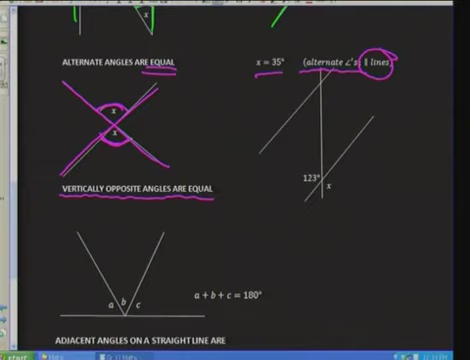 x
ALTERNATE ANGLES ARE EQUAL
x = 35° (alternate ∠'s, ∥ lines)
x
x
123°
x
VERTICALLY OPPOSITE ANGLES ARE EQUAL
a b c
a + b + c = 180°
ADJACENT ANGLES ON A STRAIGHT LINE ARE
start